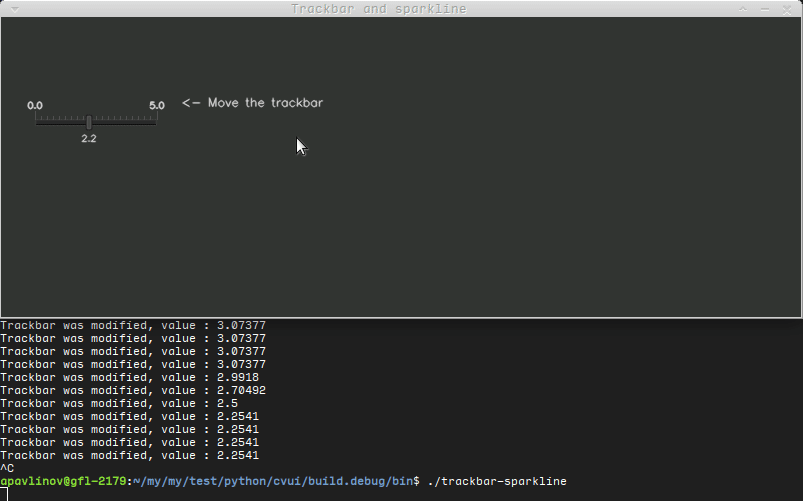 Trackbar and sparkline
0.0 5.0 <- Move the trackbar
2.2
Trackbar was modified, value : 3.07377
Trackbar was modified, value : 3.07377
Trackbar was modified, value : 3.07377
Trackbar was modified, value : 3.07377
Trackbar was modified, value : 2.9918
Trackbar was modified, value : 2.70492
Trackbar was modified, value : 2.5
Trackbar was modified, value : 2.2541
Trackbar was modified, value : 2.2541
Trackbar was modified, value : 2.2541
Trackbar was modified, value : 2.2541
^C
apavlinov@gfl-2179:~/my/my/test/python/cvui/build.debug/bin$ ./trackbar-sparkline